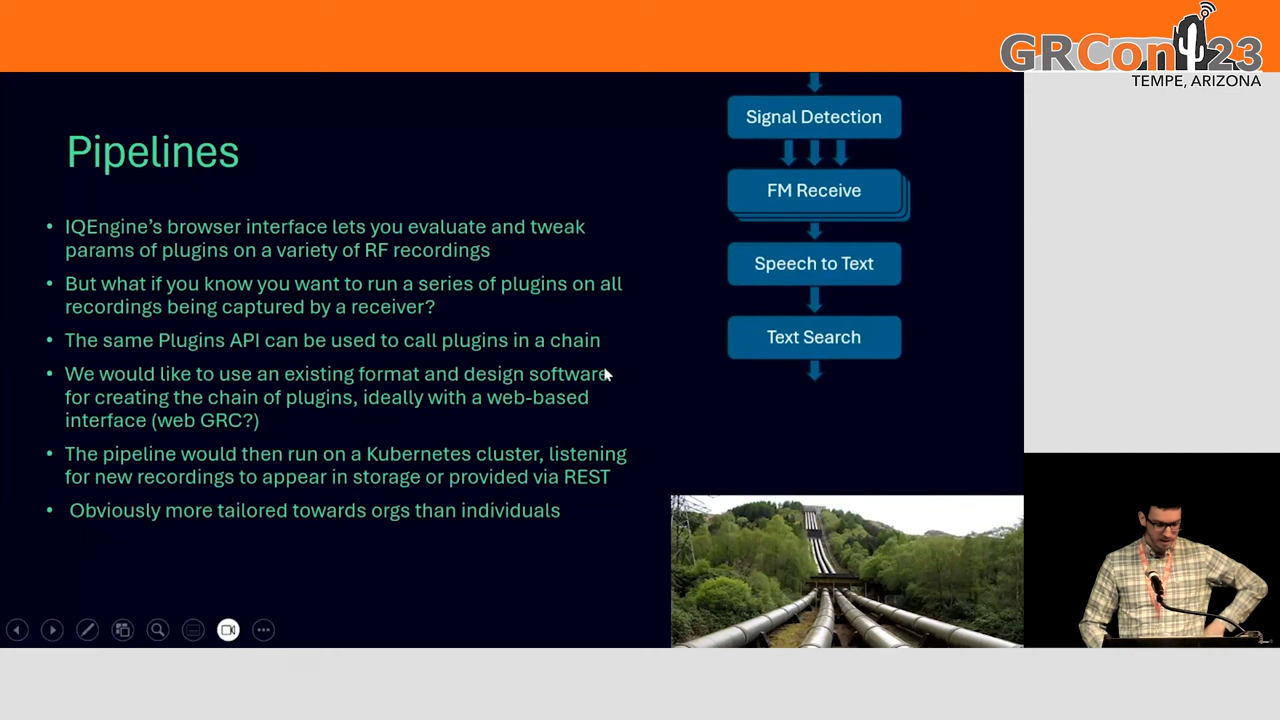 GRCon 23
TEMPE, ARIZONA
Pipelines
• IQEngine's browser interface lets you evaluate and tweak
params of plugins on a variety of RF recordings
• But what if you know you want to run a series of plugins on all
recordings being captured by a receiver?
• The same Plugins API can be used to call plugins in a chain
• We would like to use an existing format and design software
for creating the chain of plugins, ideally with a web-based
interface (web GRC?)
• The pipeline would then run on a Kubernetes cluster, listening
for new recordings to appear in storage or provided via REST
• Obviously more tailored towards orgs than individuals
Signal Detection
FM Receive
Speech to Text
Text Search